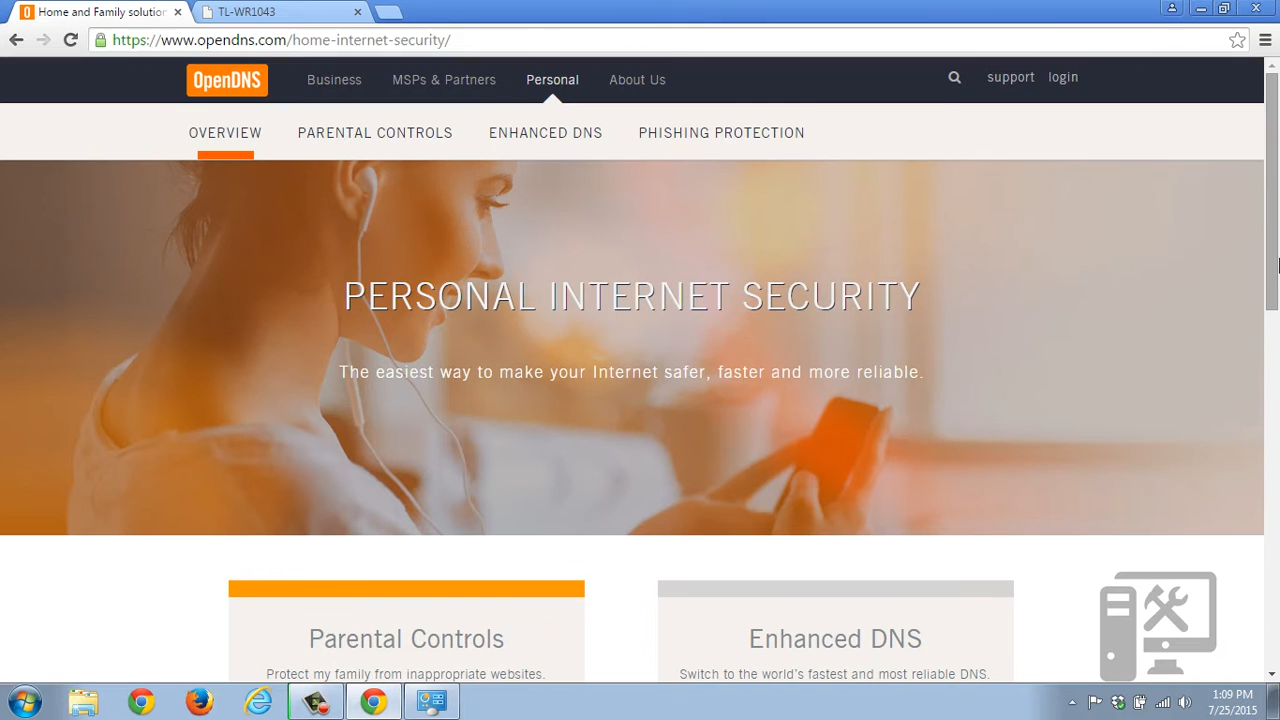 Home and Family solution
TL-WR1043
https://www.opendns.com/home-internet-security/
OpenDNS
Business
MSPs & Partners
Personal
About Us
support
login
OVERVIEW
PARENTAL CONTROLS
ENHANCED DNS
PHISHING PROTECTION
PERSONAL INTERNET SECURITY
The easiest way to make your Internet safer, faster and more reliable.
Parental Controls
Protect my family from inappropriate websites.
Enhanced DNS
Switch to the world's fastest and most reliable DNS.
1:09 PM
7/25/2015